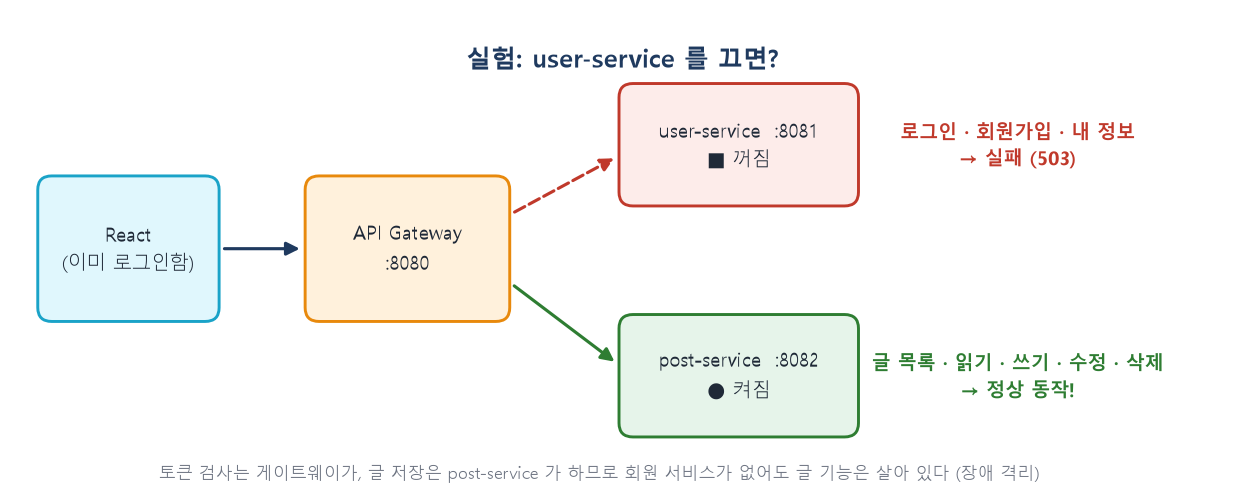 실험: user-service 를 끄면?
user-service :8081
■ 꺼짐
로그인 · 회원가입 · 내 정보
→ 실패 (503)
React
(이미 로그인함)
API Gateway
:8080
post-service :8082
● 켜짐
글 목록 · 읽기 · 쓰기 · 수정 · 삭제
→ 정상 동작!
토큰 검사는 게이트웨이가, 글 저장은 post-service 가 하므로 회원 서비스가 없어도 글 기능은 살아 있다 (장애 격리)